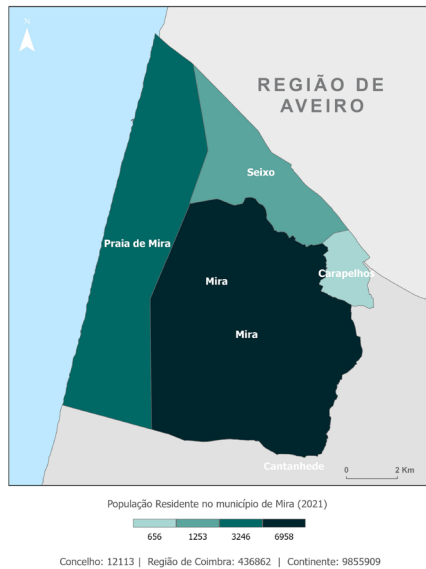 N
REGIÃO DE
AVEIRO
Seixo
Praia de Mira
Carapelhos
Mira
Mira
Cantanhede
0 2 Km
População Residente no município de Mira (2021)
656 1253 3246 6958
Concelho: 12113 | Região de Coimbra: 436862 | Continente: 9855909